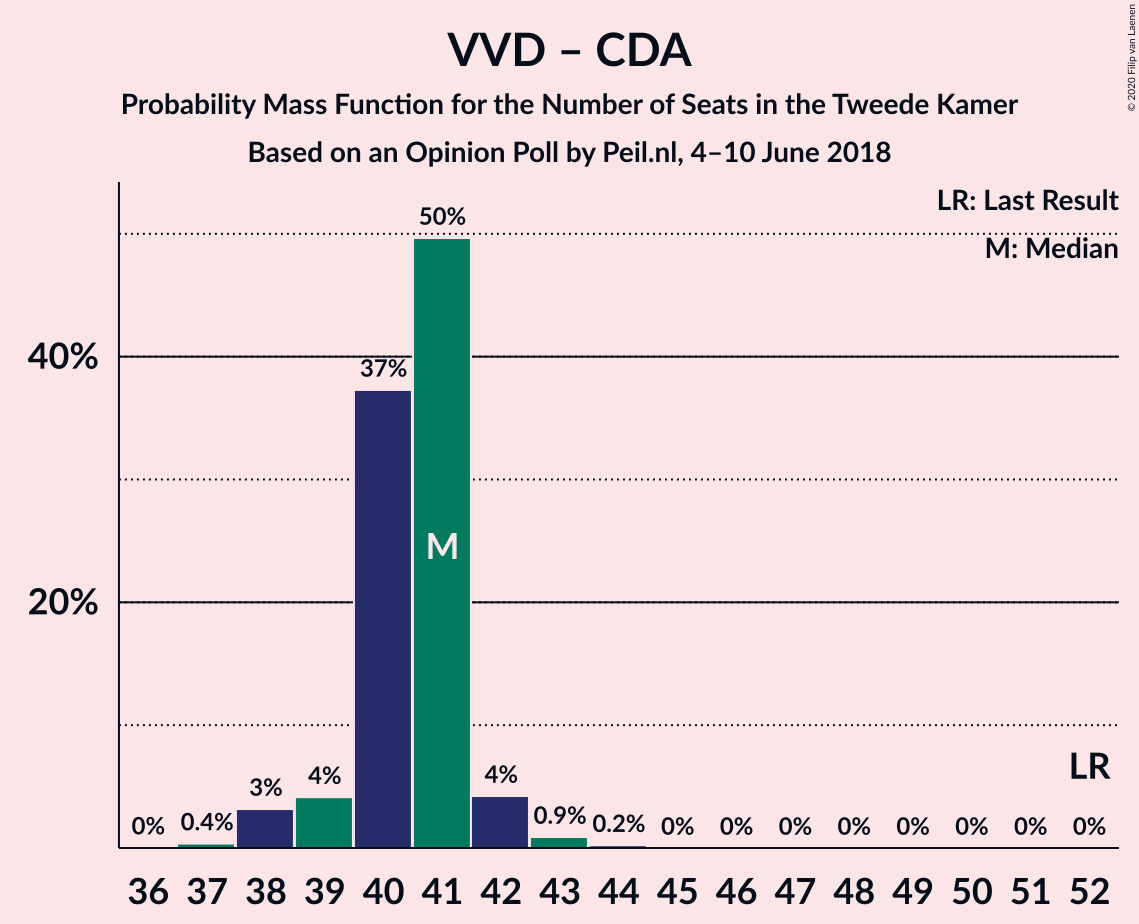 VVD – CDA
Probability Mass Function for the Number of Seats in the Tweede Kamer
Based on an Opinion Poll by Peil.nl, 4–10 June 2018
© 2020 Filip van Laenen
LR: Last Result
M: Median
50%
40%
37%
M
20%
LR
0% 0.4% 3% 4% 4% 0.9% 0.2% 0% 0% 0% 0% 0% 0% 0% 0%
36 37 38 39 40 41 42 43 44 45 46 47 48 49 50 51 52